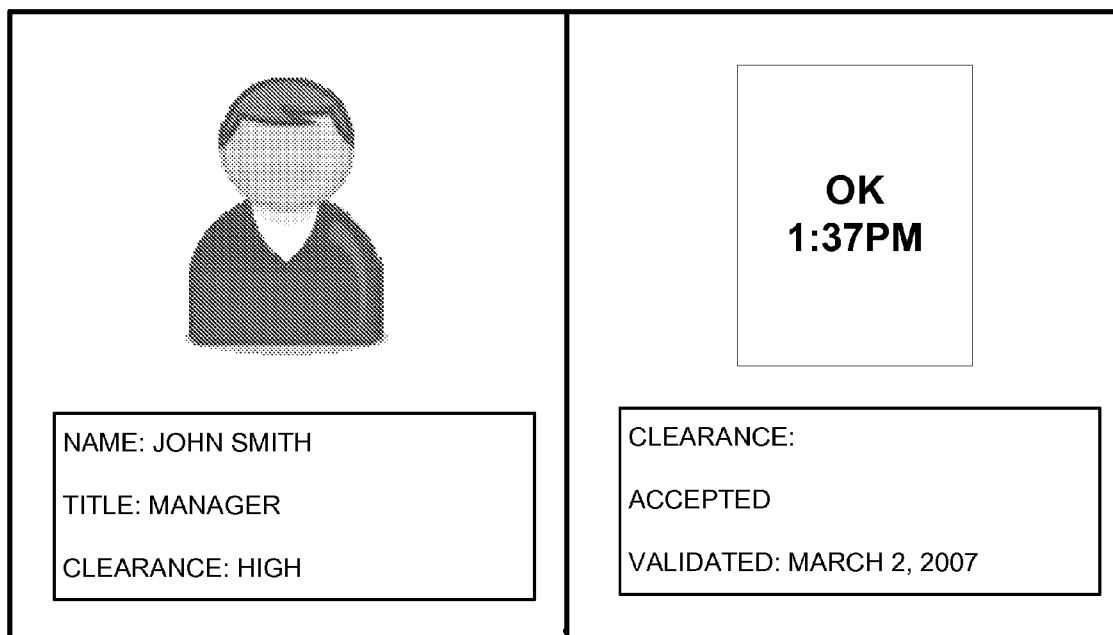 NAME: JOHN SMITH
TITLE: MANAGER
CLEARANCE: HIGH
OK
1:37PM
CLEARANCE:
ACCEPTED
VALIDATED: MARCH 2, 2007